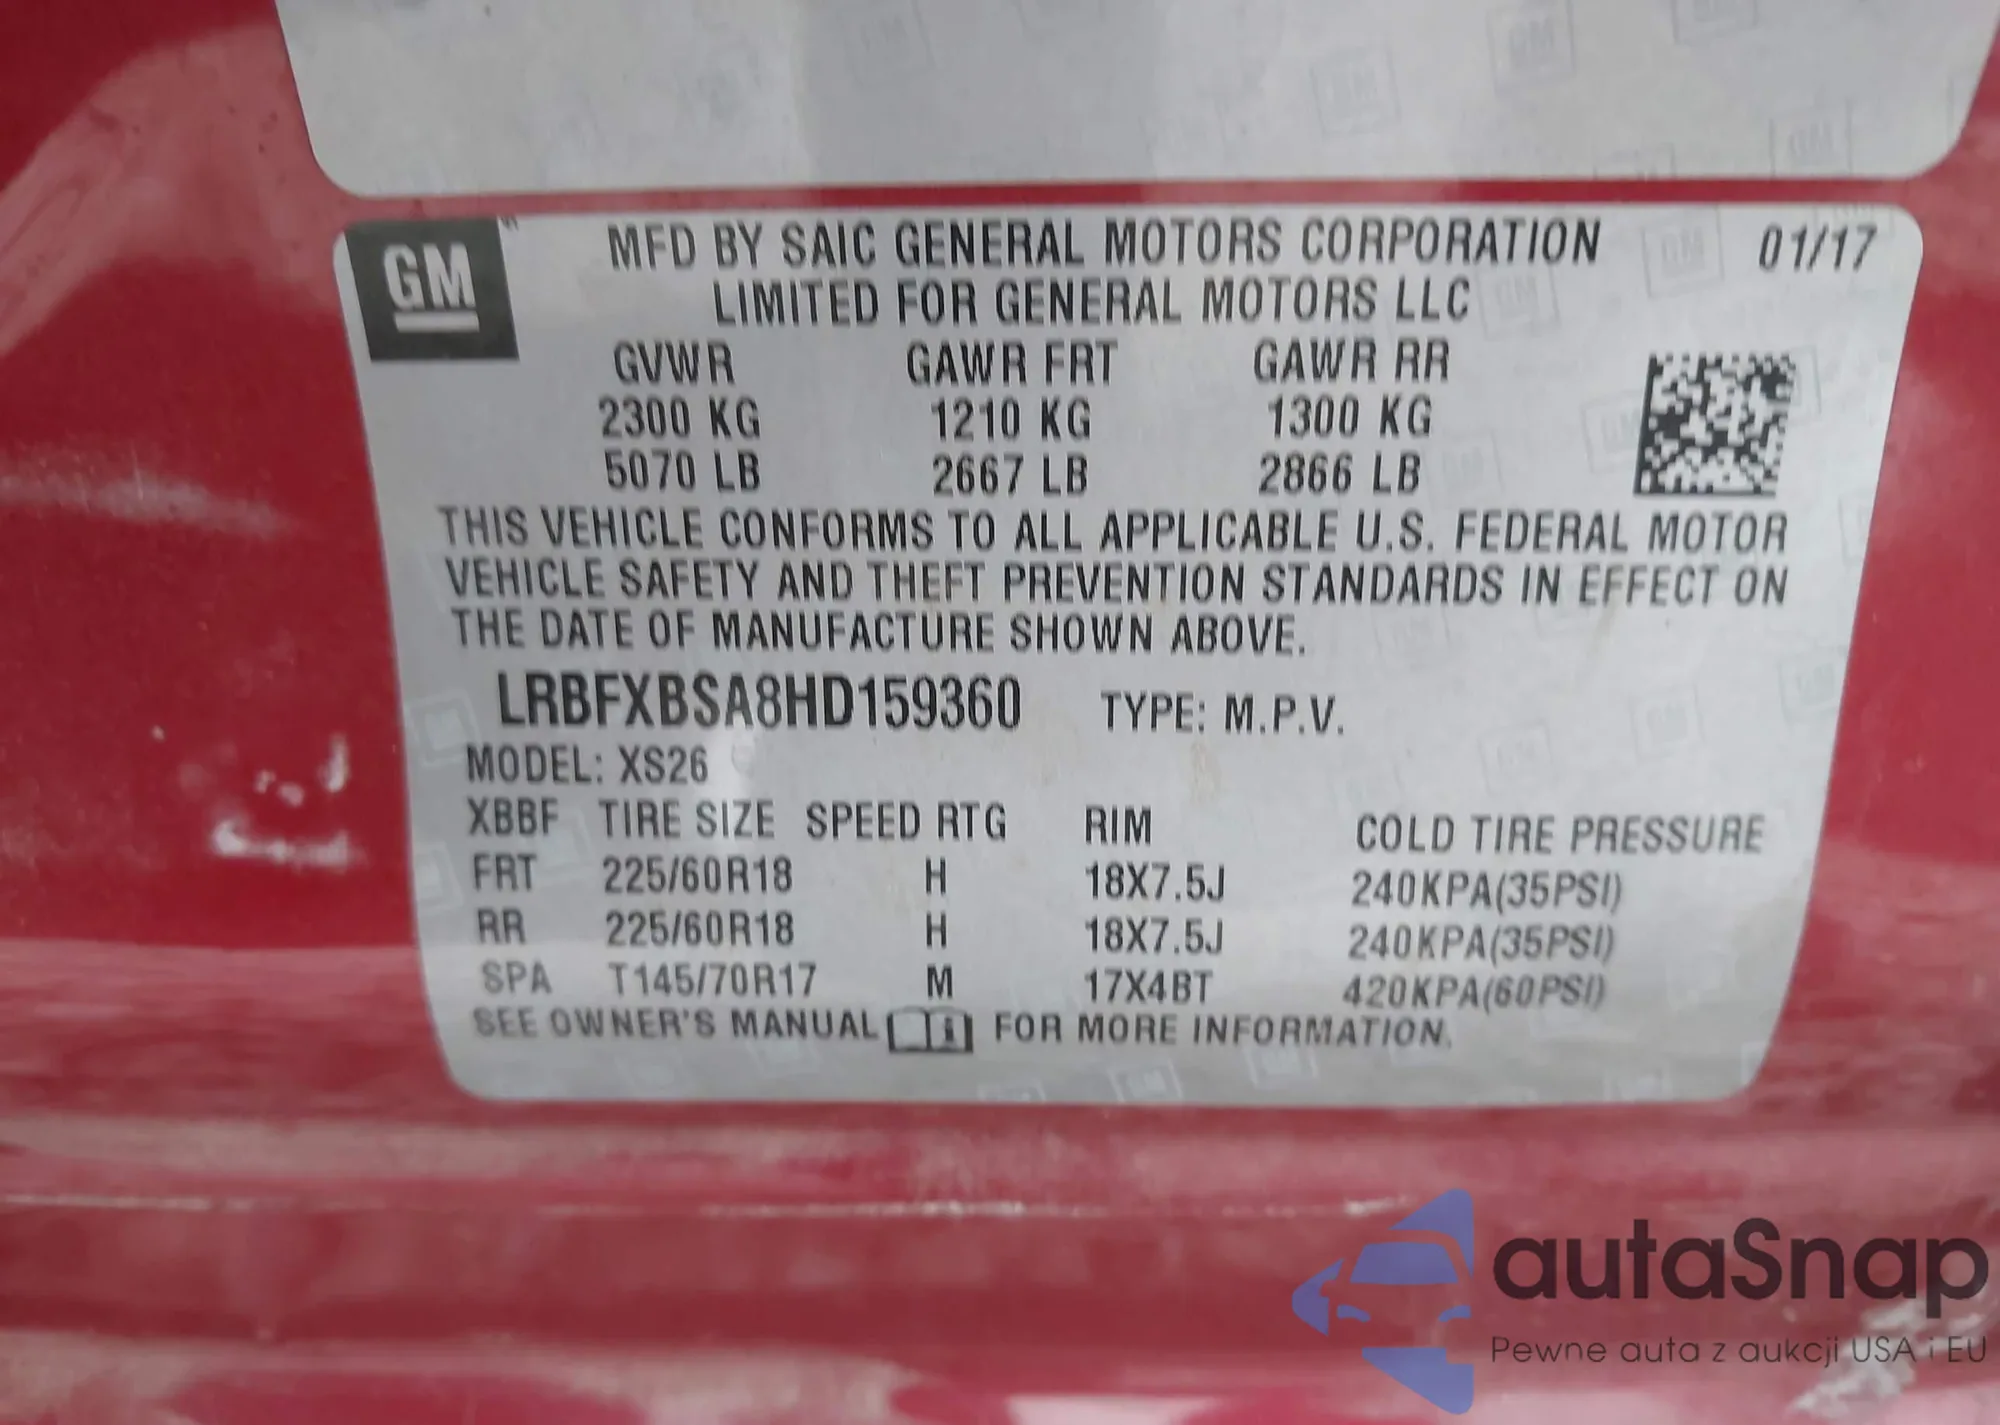 GM
MFD BY SAIC GENERAL MOTORS CORPORATION 01/17
LIMITED FOR GENERAL MOTORS LLC
GVWR GAWR FRT GAWR RR
2300 KG 1210 KG 1300 KG
5070 LB 2667 LB 2866 LB
THIS VEHICLE CONFORMS TO ALL APPLICABLE U.S. FEDERAL MOTOR
VEHICLE SAFETY AND THEFT PREVENTION STANDARDS IN EFFECT ON
THE DATE OF MANUFACTURE SHOWN ABOVE.
LRBFXBSA8HD159360 TYPE: M.P.V.
MODEL: XS26
XBBF TIRE SIZE SPEED RTG RIM COLD TIRE PRESSURE
FRT 225/60R18 H 18X7.5J 240KPA(35PSI)
RR 225/60R18 H 18X7.5J 240KPA(35PSI)
SPA T145/70R17 M 17X4BT 420KPA(60PSI)
SEE OWNER'S MANUAL FOR MORE INFORMATION.
autaSnap
Pewne auta z aukcji USA i EU